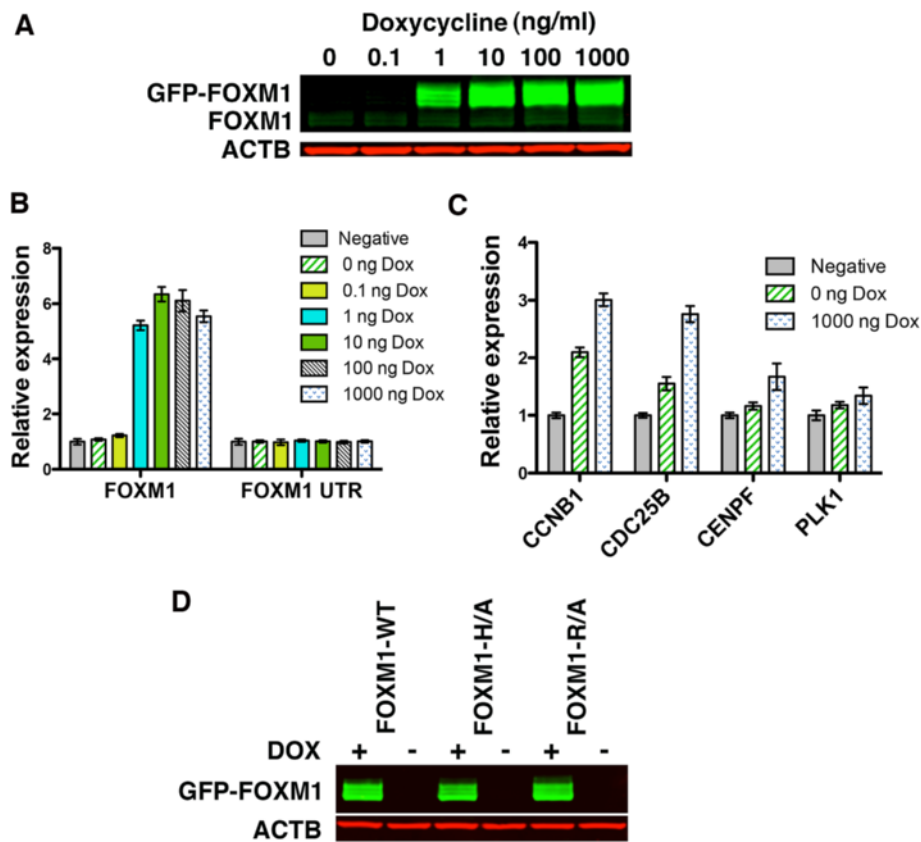 A
Doxycycline (ng/ml)
0 0.1 1 10 100 1000
GFP-FOXM1
FOXM1
ACTB
B
Relative expression
8
6
4
2
0
FOXM1 FOXM1 UTR
Negative
0 ng Dox
0.1 ng Dox
1 ng Dox
10 ng Dox
100 ng Dox
1000 ng Dox
C
Relative expression
4
3
2
1
0
CCNB1 CDC25B CENPF PLK1
Negative
0 ng Dox
1000 ng Dox
D
FOXM1-WT FOXM1-H/A FOXM1-R/A
DOX + - + - + -
GFP-FOXM1
ACTB